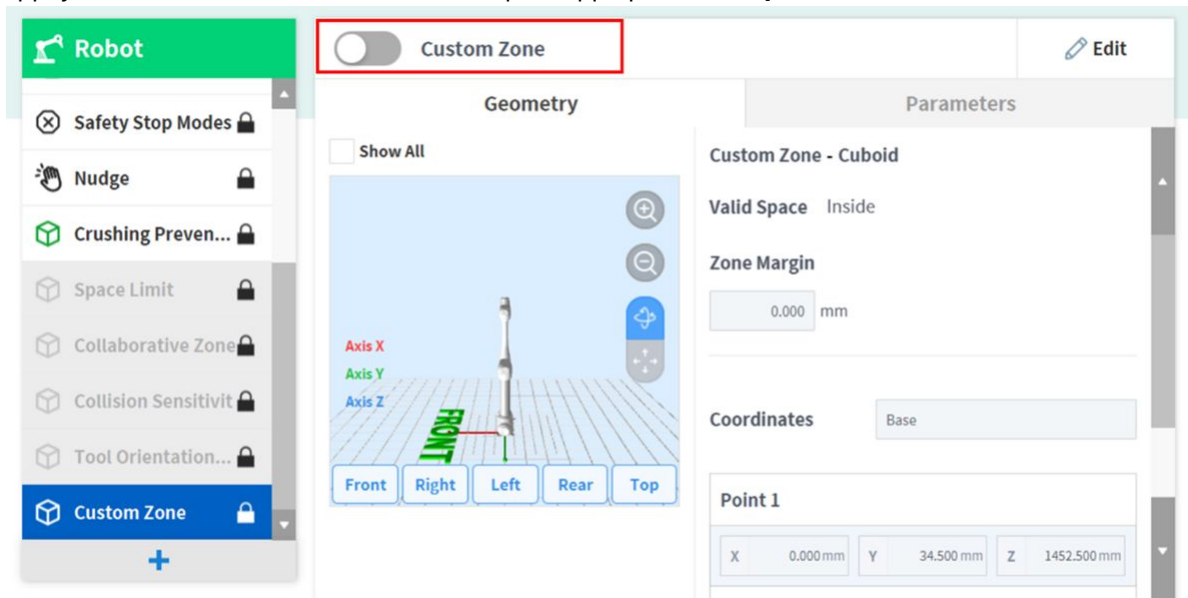 Robot
Safety Stop Modes
Nudge
Crushing Preven...
Space Limit
Collaborative Zone
Collision Sensitivit
Tool Orientation...
Custom Zone
+
Custom Zone
Edit
Geometry
Parameters
Show All
Axis X
Axis Y
Axis Z
FRONT
Front Right Left Rear Top
Custom Zone - Cuboid
Valid Space Inside
Zone Margin
0.000 mm
Coordinates Base
Point 1
X 0.000 mm Y 34.500 mm Z 1452.500 mm